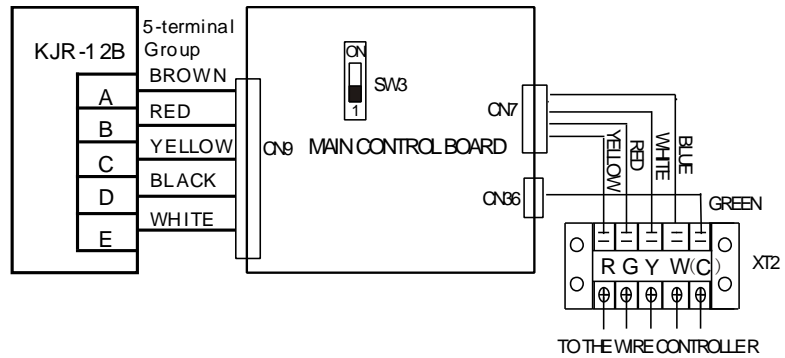 KJR-12B
5-terminal
Group
A
B
C
D
E
BROWN
RED
YELLOW
BLACK
WHITE
CN9
ON
1
SW3
MAIN CONTROL BOARD
CN7
CN36
YELLOW
RED
WHITE
BLUE
GREEN
R G Y W(C)
XT2
TO THE WIRE CONTROLLER